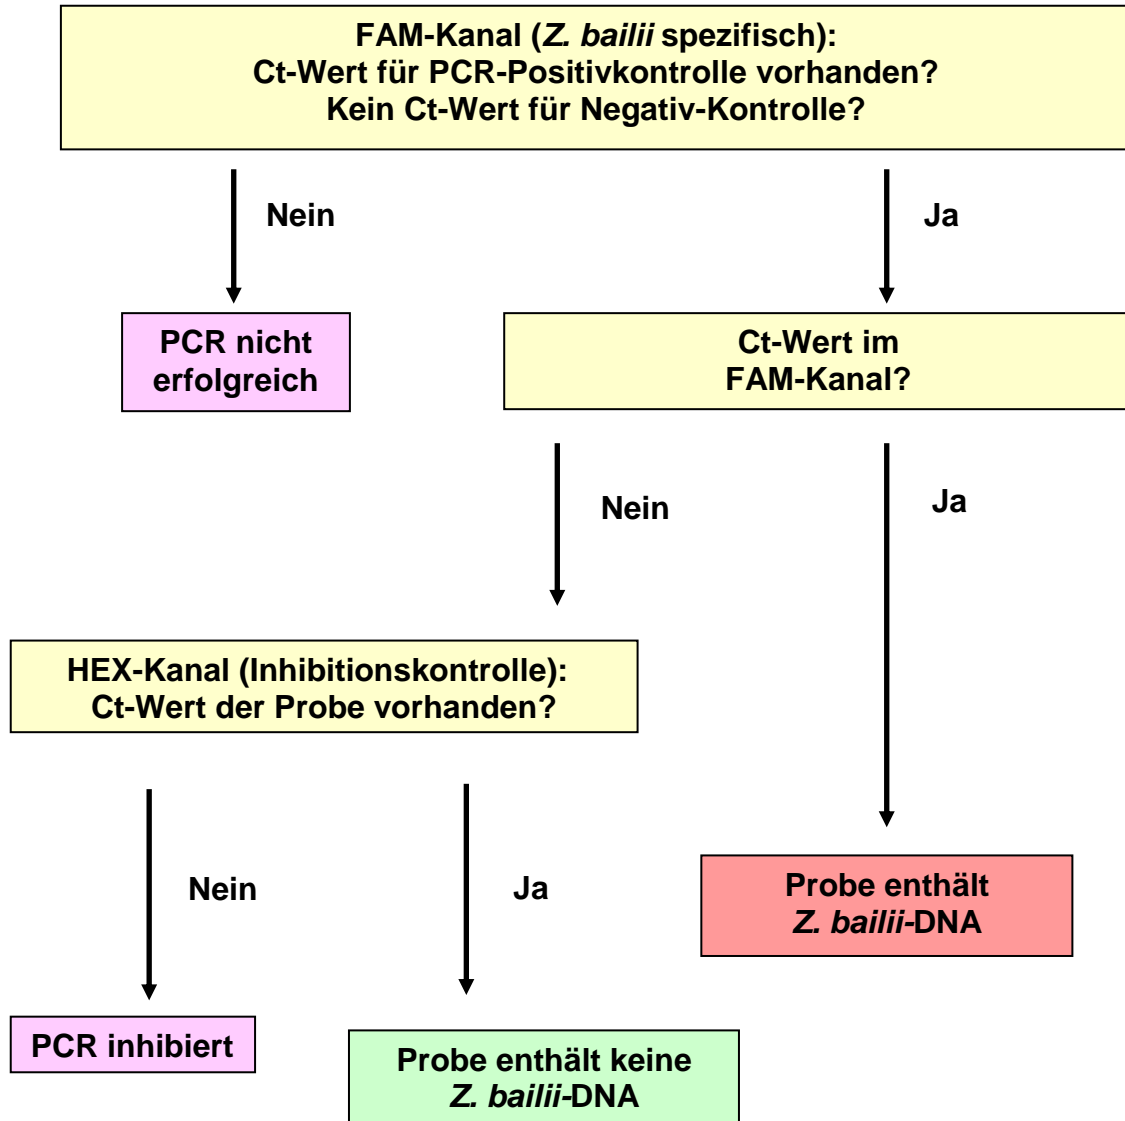 FAM-Kanal (Z. bailii spezifisch):
Ct-Wert für PCR-Positivkontrolle vorhanden?
Kein Ct-Wert für Negativ-Kontrolle?
Nein
Ja
PCR nicht
erfolgreich
Ct-Wert im
FAM-Kanal?
Nein
Ja
HEX-Kanal (Inhibitionskontrolle):
Ct-Wert der Probe vorhanden?
Nein
Ja
Probe enthält
Z. bailii-DNA
PCR inhibiert
Probe enthält keine
Z. bailii-DNA